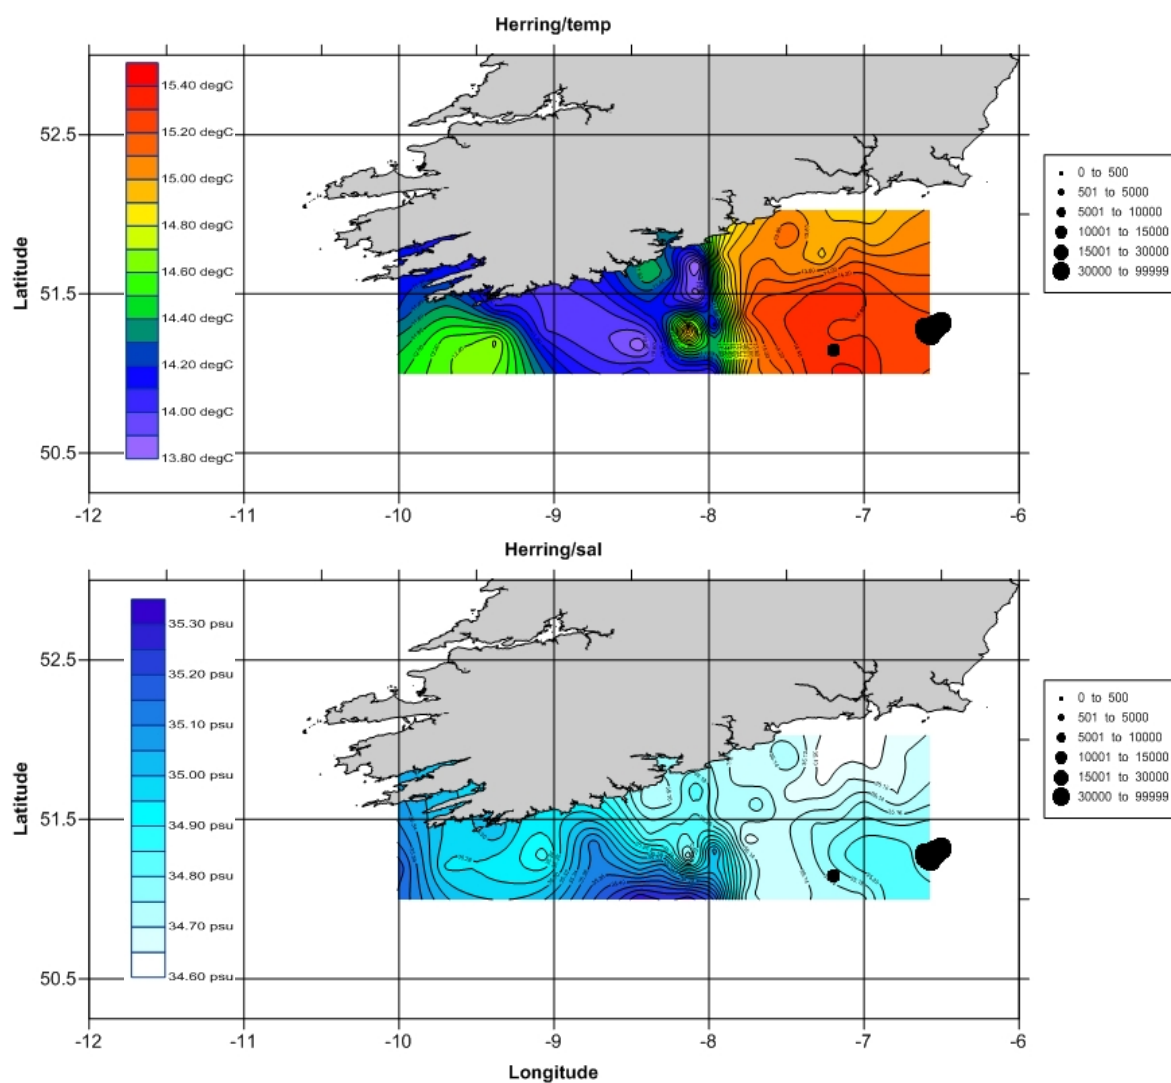 Herring/temp
15.40 degC
15.20 degC
15.00 degC
14.80 degC
14.60 degC
14.40 degC
14.20 degC
14.00 degC
13.80 degC
52.5
51.5
50.5
Latitude
-12 -11 -10 -9 -8 -7 -6
0 to 500
501 to 5000
5001 to 10000
10001 to 15000
15001 to 30000
30000 to 99999
Herring/sal
35.30 psu
35.20 psu
35.10 psu
35.00 psu
34.90 psu
34.80 psu
34.70 psu
34.60 psu
52.5
51.5
50.5
Latitude
-12 -11 -10 -9 -8 -7 -6
Longitude
0 to 500
501 to 5000
5001 to 10000
10001 to 15000
15001 to 30000
30000 to 99999